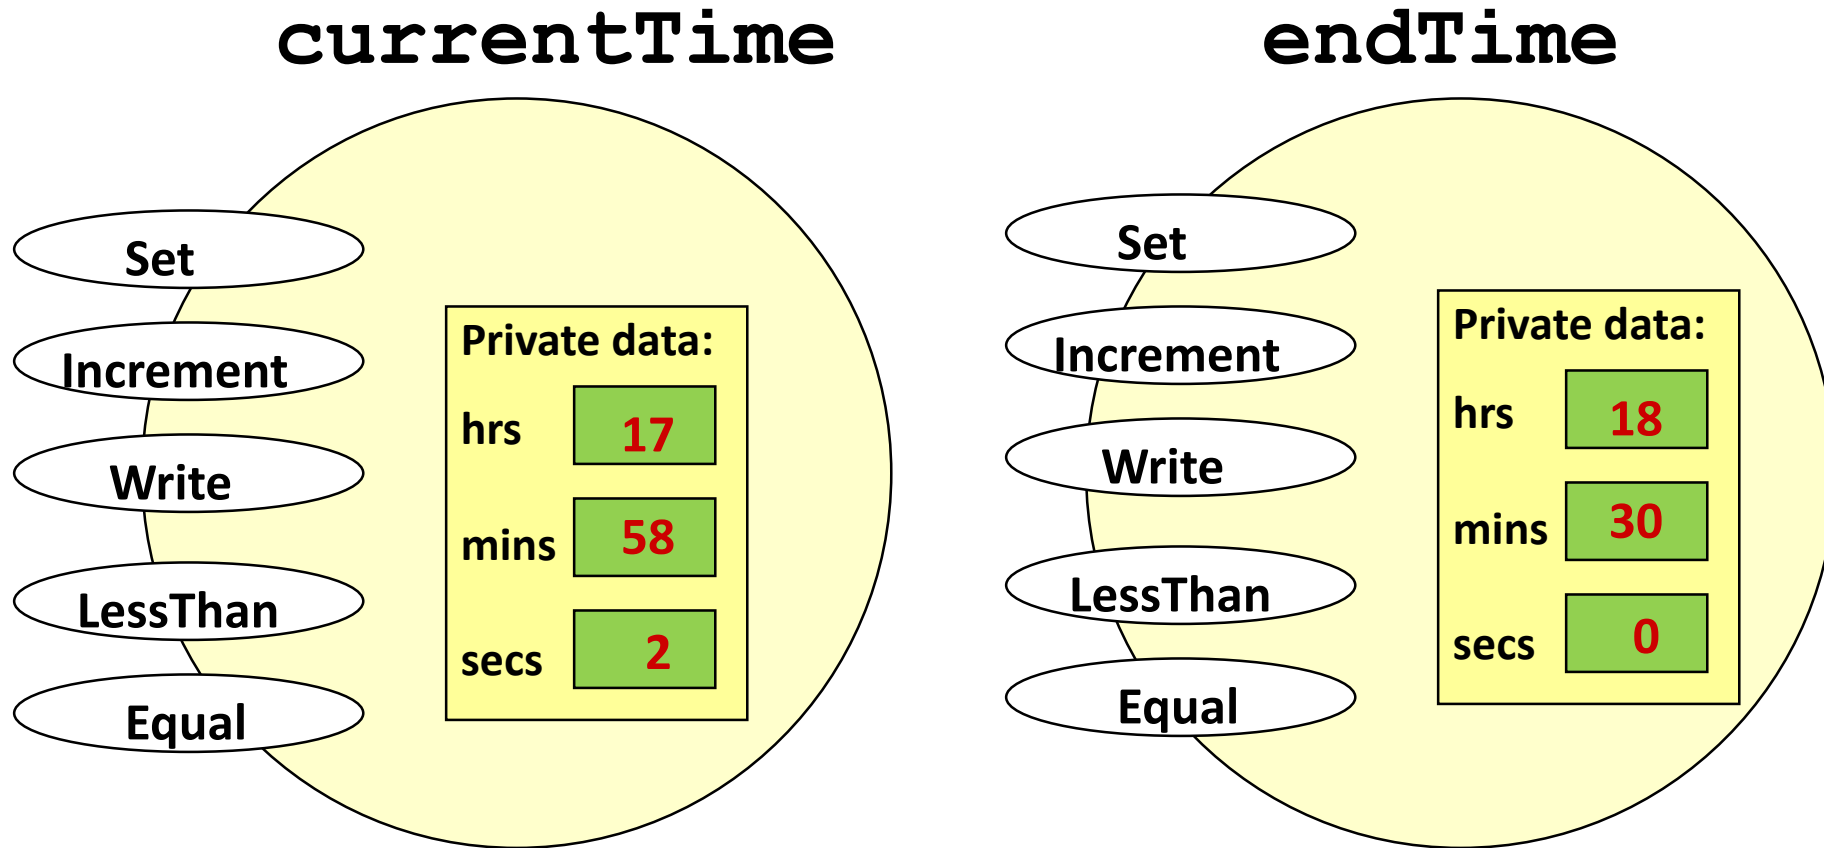 currentTime
Set
Increment
Write
LessThan
Equal
Private data:
hrs 17
mins 58
secs 2
endTime
Set
Increment
Write
LessThan
Equal
Private data:
hrs 18
mins 30
secs 0